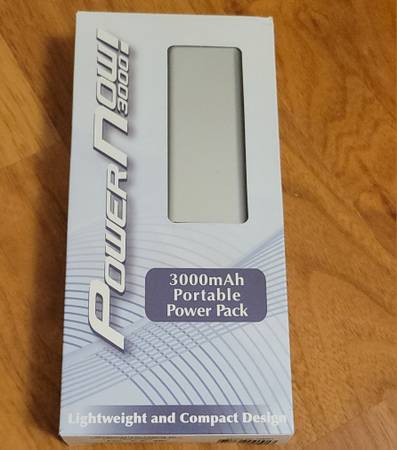 PowerNow!
3000!
3000mAh
Portable
Power Pack
Lightweight and Compact Design